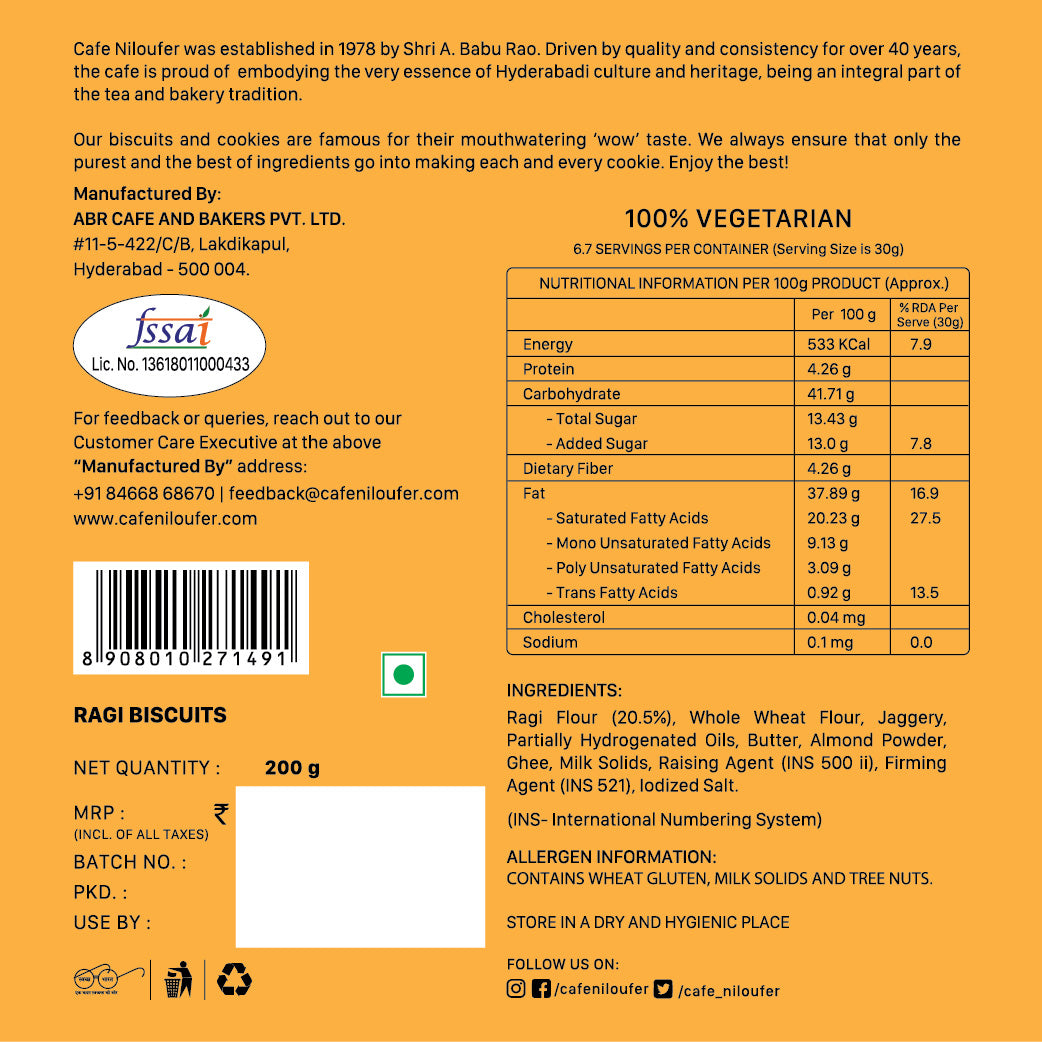 Cafe Niloufer was established in 1978 by Shri A. Babu Rao. Driven by quality and consistency for over 40 years,
the cafe is proud of embodying the very essence of Hyderabadi culture and heritage, being an integral part of
the tea and bakery tradition.
Our biscuits and cookies are famous for their mouthwatering ‘wow’ taste. We always ensure that only the
purest and the best of ingredients go into making each and every cookie. Enjoy the best!
Manufactured By:
ABR CAFE AND BAKERS PVT. LTD.
#11-5-422/C/B, Lakdikapul,
Hyderabad - 500 004.
fssai
Lic. No. 13618011000433
For feedback or queries, reach out to our
Customer Care Executive at the above
“Manufactured By” address:
+91 84668 68670 | feedback@cafeniloufer.com
www.cafeniloufer.com
8 908010 271491
RAGI BISCUITS
NET QUANTITY : 200 g
MRP : ₹
(INCL. OF ALL TAXES)
BATCH NO. :
PKD. :
USE BY :
स्वच्छ भारत
एक कदम स्वच्छता की ओर
100% VEGETARIAN
6.7 SERVINGS PER CONTAINER (Serving Size is 30g)
NUTRITIONAL INFORMATION PER 100g PRODUCT (Approx.)
Per 100 g % RDA Per Serve (30g)
Energy 533 KCal 7.9
Protein 4.26 g
Carbohydrate 41.71 g
- Total Sugar 13.43 g
- Added Sugar 13.0 g 7.8
Dietary Fiber 4.26 g
Fat 37.89 g 16.9
- Saturated Fatty Acids 20.23 g 27.5
- Mono Unsaturated Fatty Acids 9.13 g
- Poly Unsaturated Fatty Acids 3.09 g
- Trans Fatty Acids 0.92 g 13.5
Cholesterol 0.04 mg
Sodium 0.1 mg 0.0
INGREDIENTS:
Ragi Flour (20.5%), Whole Wheat Flour, Jaggery,
Partially Hydrogenated Oils, Butter, Almond Powder,
Ghee, Milk Solids, Raising Agent (INS 500 ii), Firming
Agent (INS 521), Iodized Salt.
(INS- International Numbering System)
ALLERGEN INFORMATION:
CONTAINS WHEAT GLUTEN, MILK SOLIDS AND TREE NUTS.
STORE IN A DRY AND HYGIENIC PLACE
FOLLOW US ON:
/cafeniloufer /cafe_niloufer